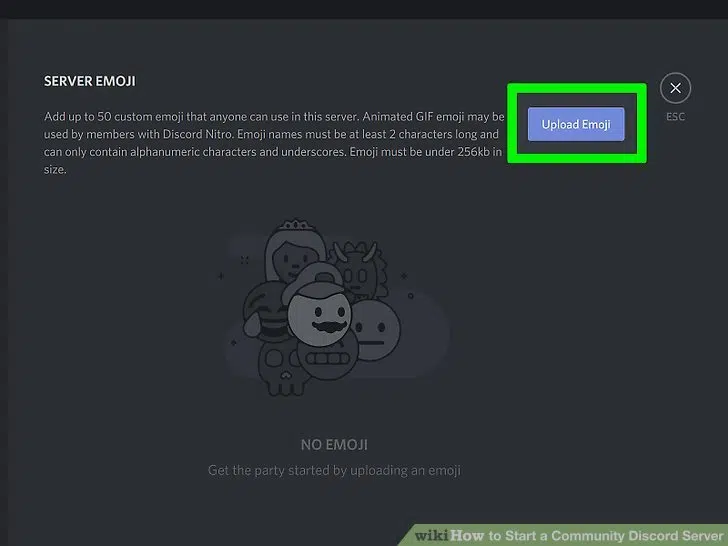 SERVER EMOJI
Add up to 50 custom emoji that anyone can use in this server. Animated GIF emoji may be
used by members with Discord Nitro. Emoji names must be at least 2 characters long and
can only contain alphanumeric characters and underscores. Emoji must be under 256kb in
size.
Upload Emoji
ESC
NO EMOJI
Get the party started by uploading an emoji
wikiHow to Start a Community Discord Server